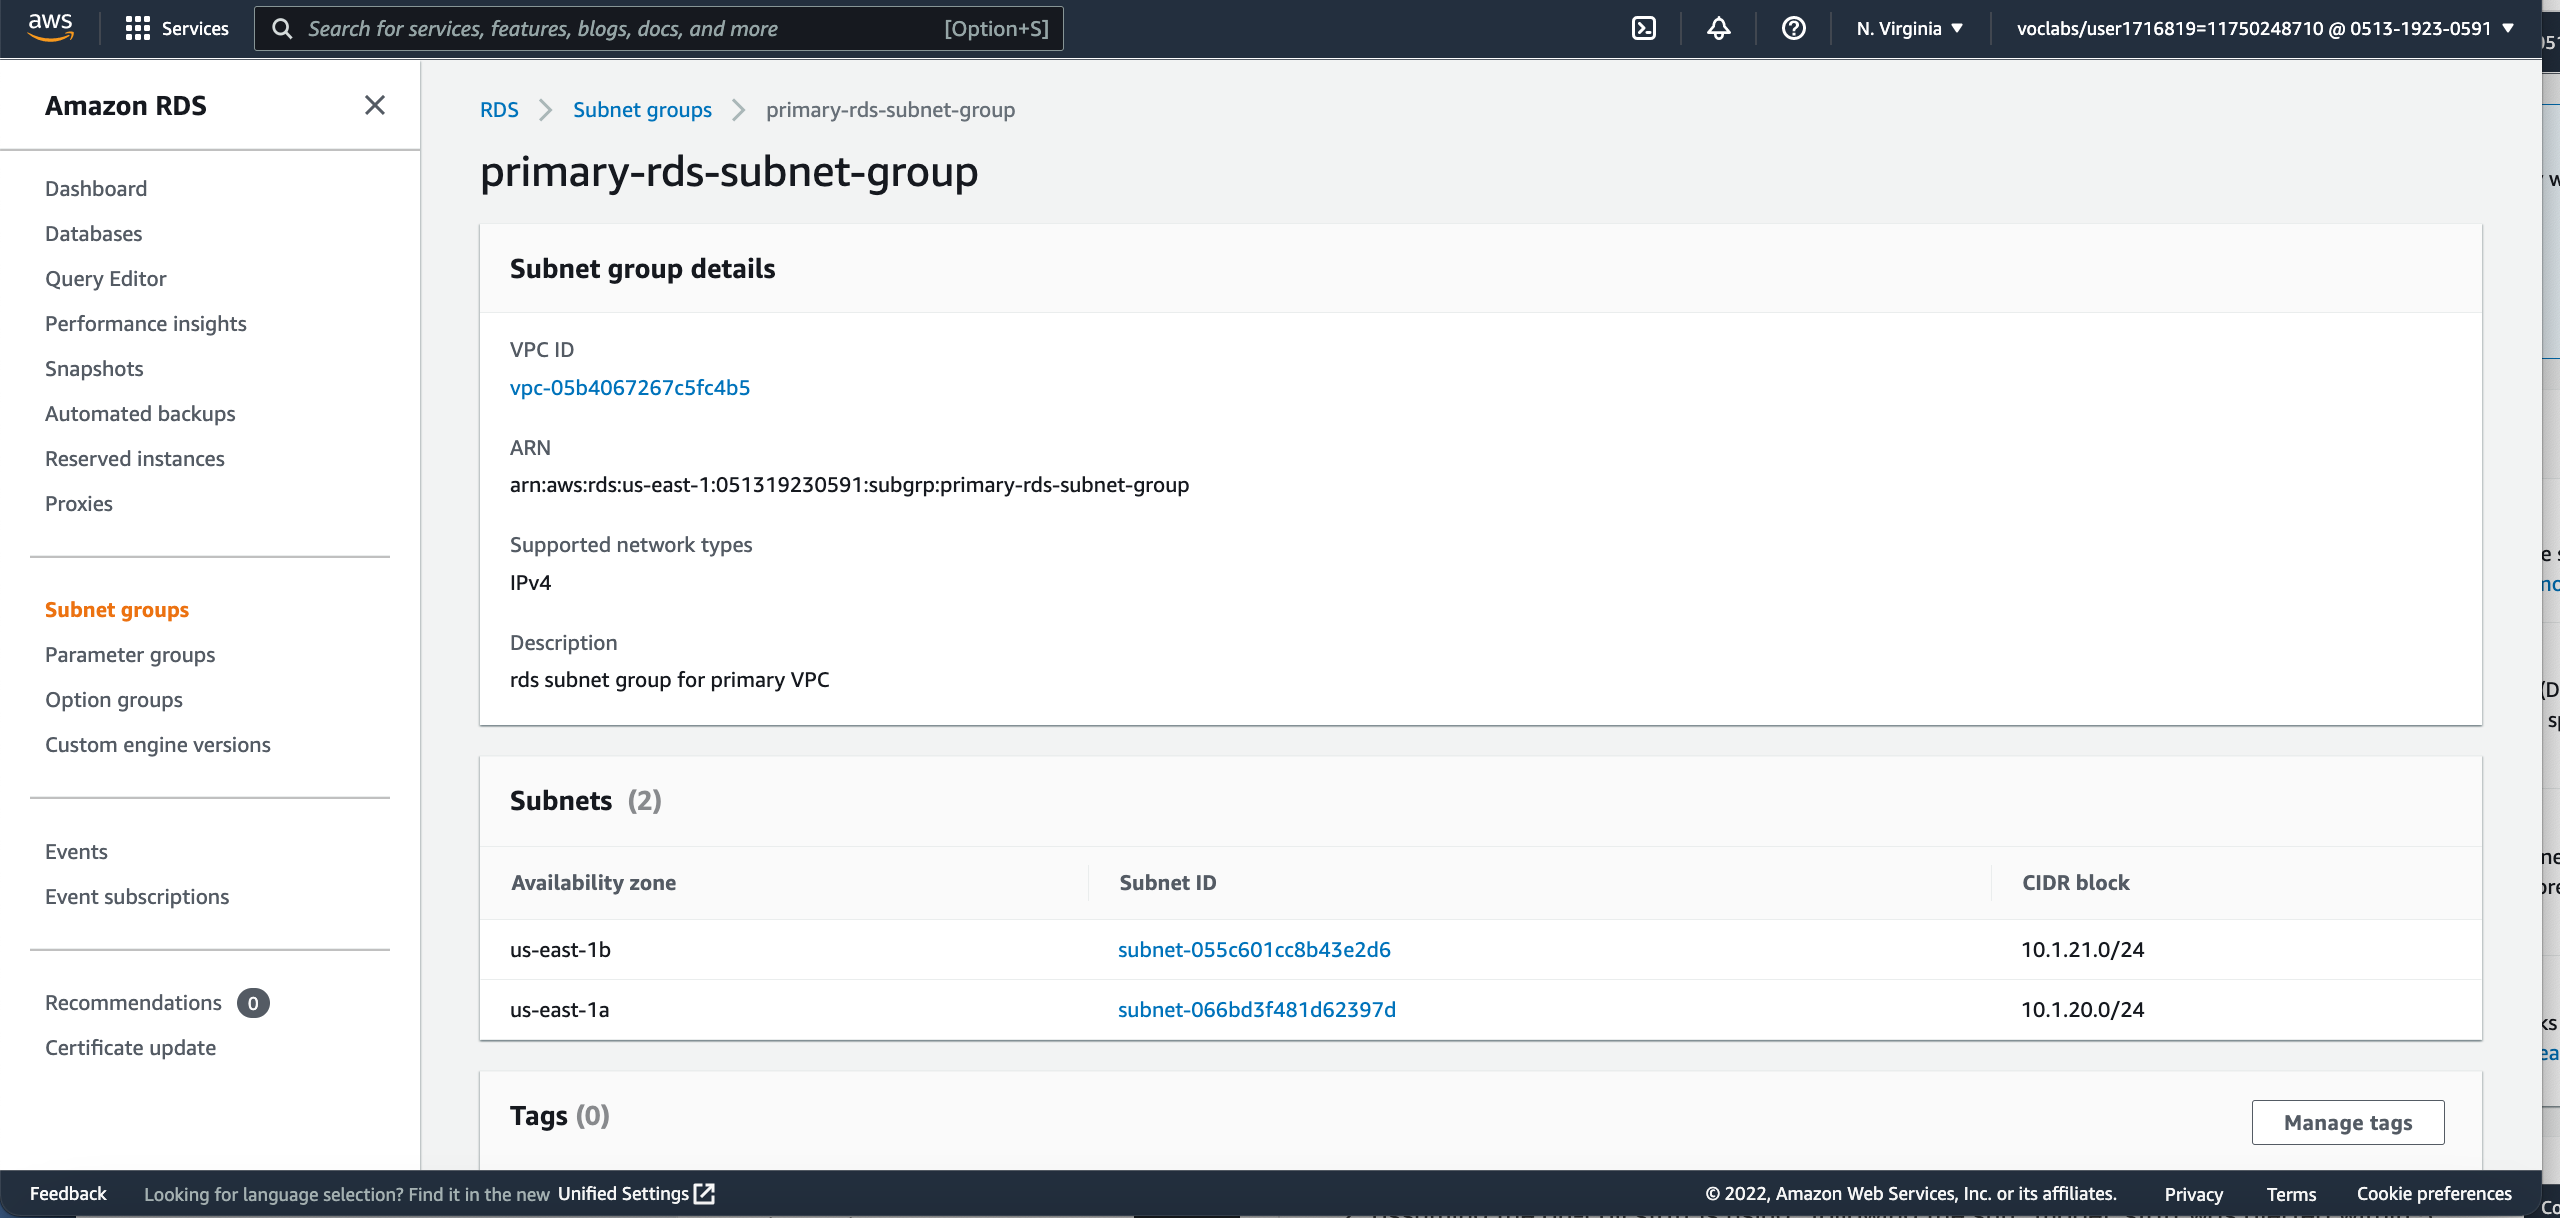 aws Services Search for services, features, blogs, docs, and more [Option+S] N. Virginia voclabs/user1716819=11750248710 @ 0513-1923-0591
Amazon RDS
Dashboard
Databases
Query Editor
Performance insights
Snapshots
Automated backups
Reserved instances
Proxies
Subnet groups
Parameter groups
Option groups
Custom engine versions
Events
Event subscriptions
Recommendations 0
Certificate update
RDS Subnet groups primary-rds-subnet-group
primary-rds-subnet-group
Subnet group details
VPC ID
vpc-05b4067267c5fc4b5
ARN
arn:aws:rds:us-east-1:051319230591:subgrp:primary-rds-subnet-group
Supported network types
IPv4
Description
rds subnet group for primary VPC
Subnets (2)
Availability zone Subnet ID CIDR block
us-east-1b subnet-055c601cc8b43e2d6 10.1.21.0/24
us-east-1a subnet-066bd3f481d62397d 10.1.20.0/24
Tags (0) Manage tags
Feedback Looking for language selection? Find it in the new Unified Settings © 2022, Amazon Web Services, Inc. or its affiliates. Privacy Terms Cookie preferences